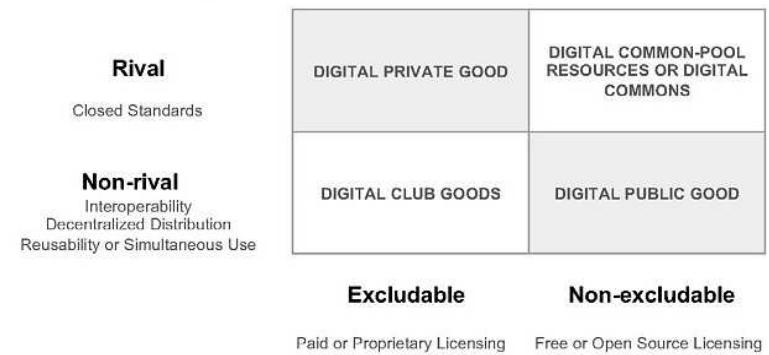 Rival
Closed Standards
DIGITAL PRIVATE GOOD
DIGITAL COMMON-POOL
RESOURCES OR DIGITAL
COMMONS
Non-rival
Interoperability
Decentralized Distribution
Reusability or Simultaneous Use
DIGITAL CLUB GOODS
DIGITAL PUBLIC GOOD
Excludable
Non-excludable
Paid or Proprietary Licensing
Free or Open Source Licensing